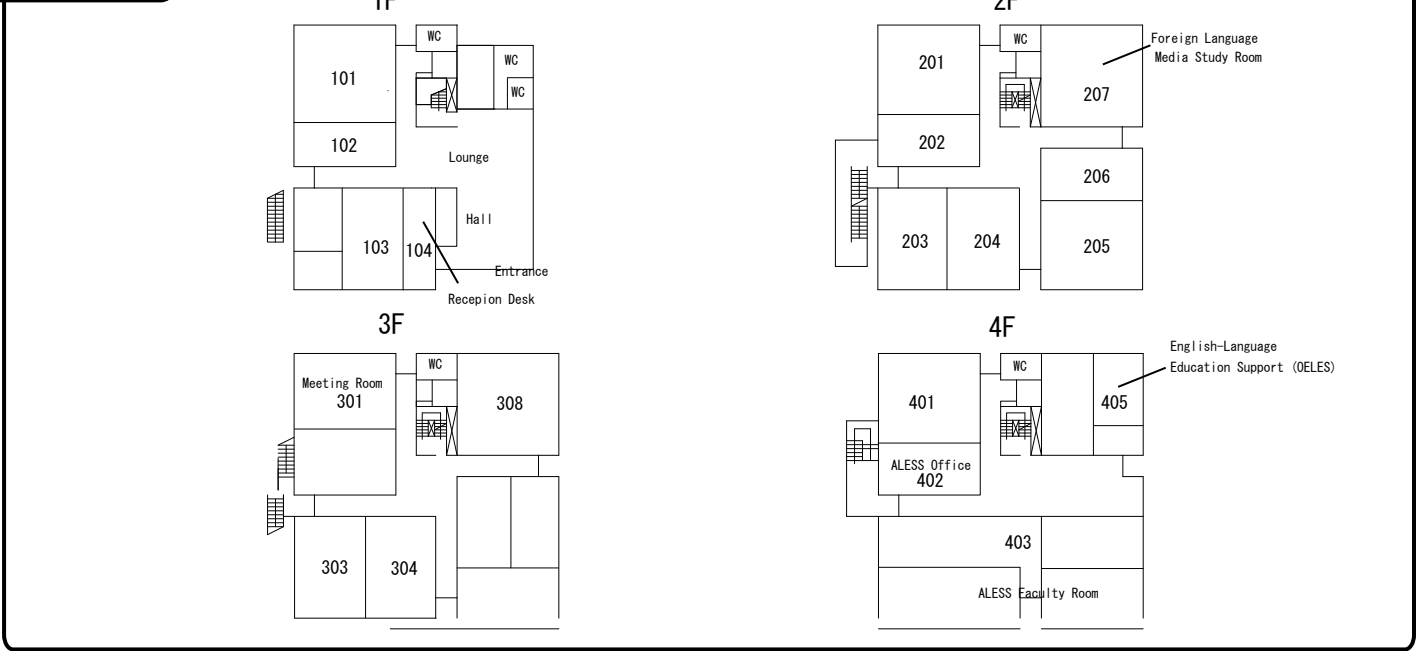 1F
WC
WC
101
WC
102
Lounge
Hall
103
104
Entrance
Recepion Desk
2F
WC
Foreign Language
Media Study Room
201
207
202
206
203
204
205
3F
WC
Meeting Room
301
308
303
304
4F
English-Language
Education Support (OELES)
WC
401
405
ALESS Office
402
403
ALESS Faculty Room